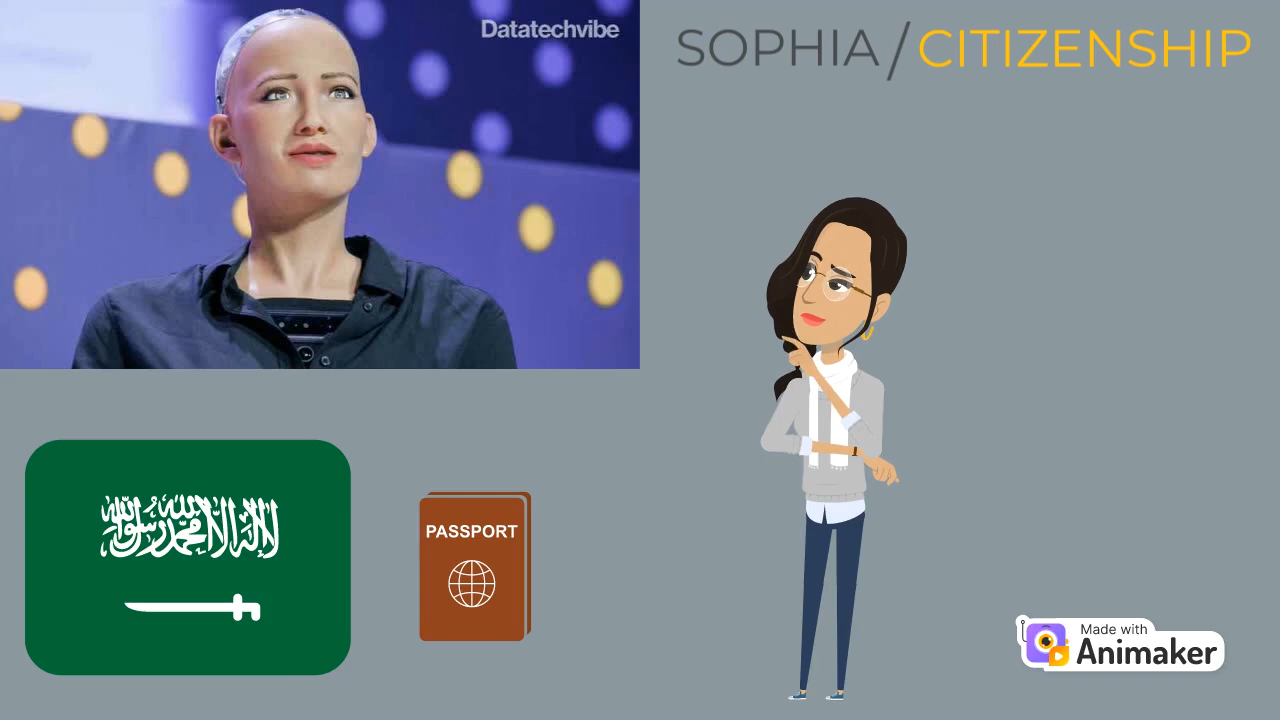 Datatechvibe
SOPHIA/CITIZENSHIP
لا إله إلا الله محمد رسول الله
PASSPORT
Made with
Animaker